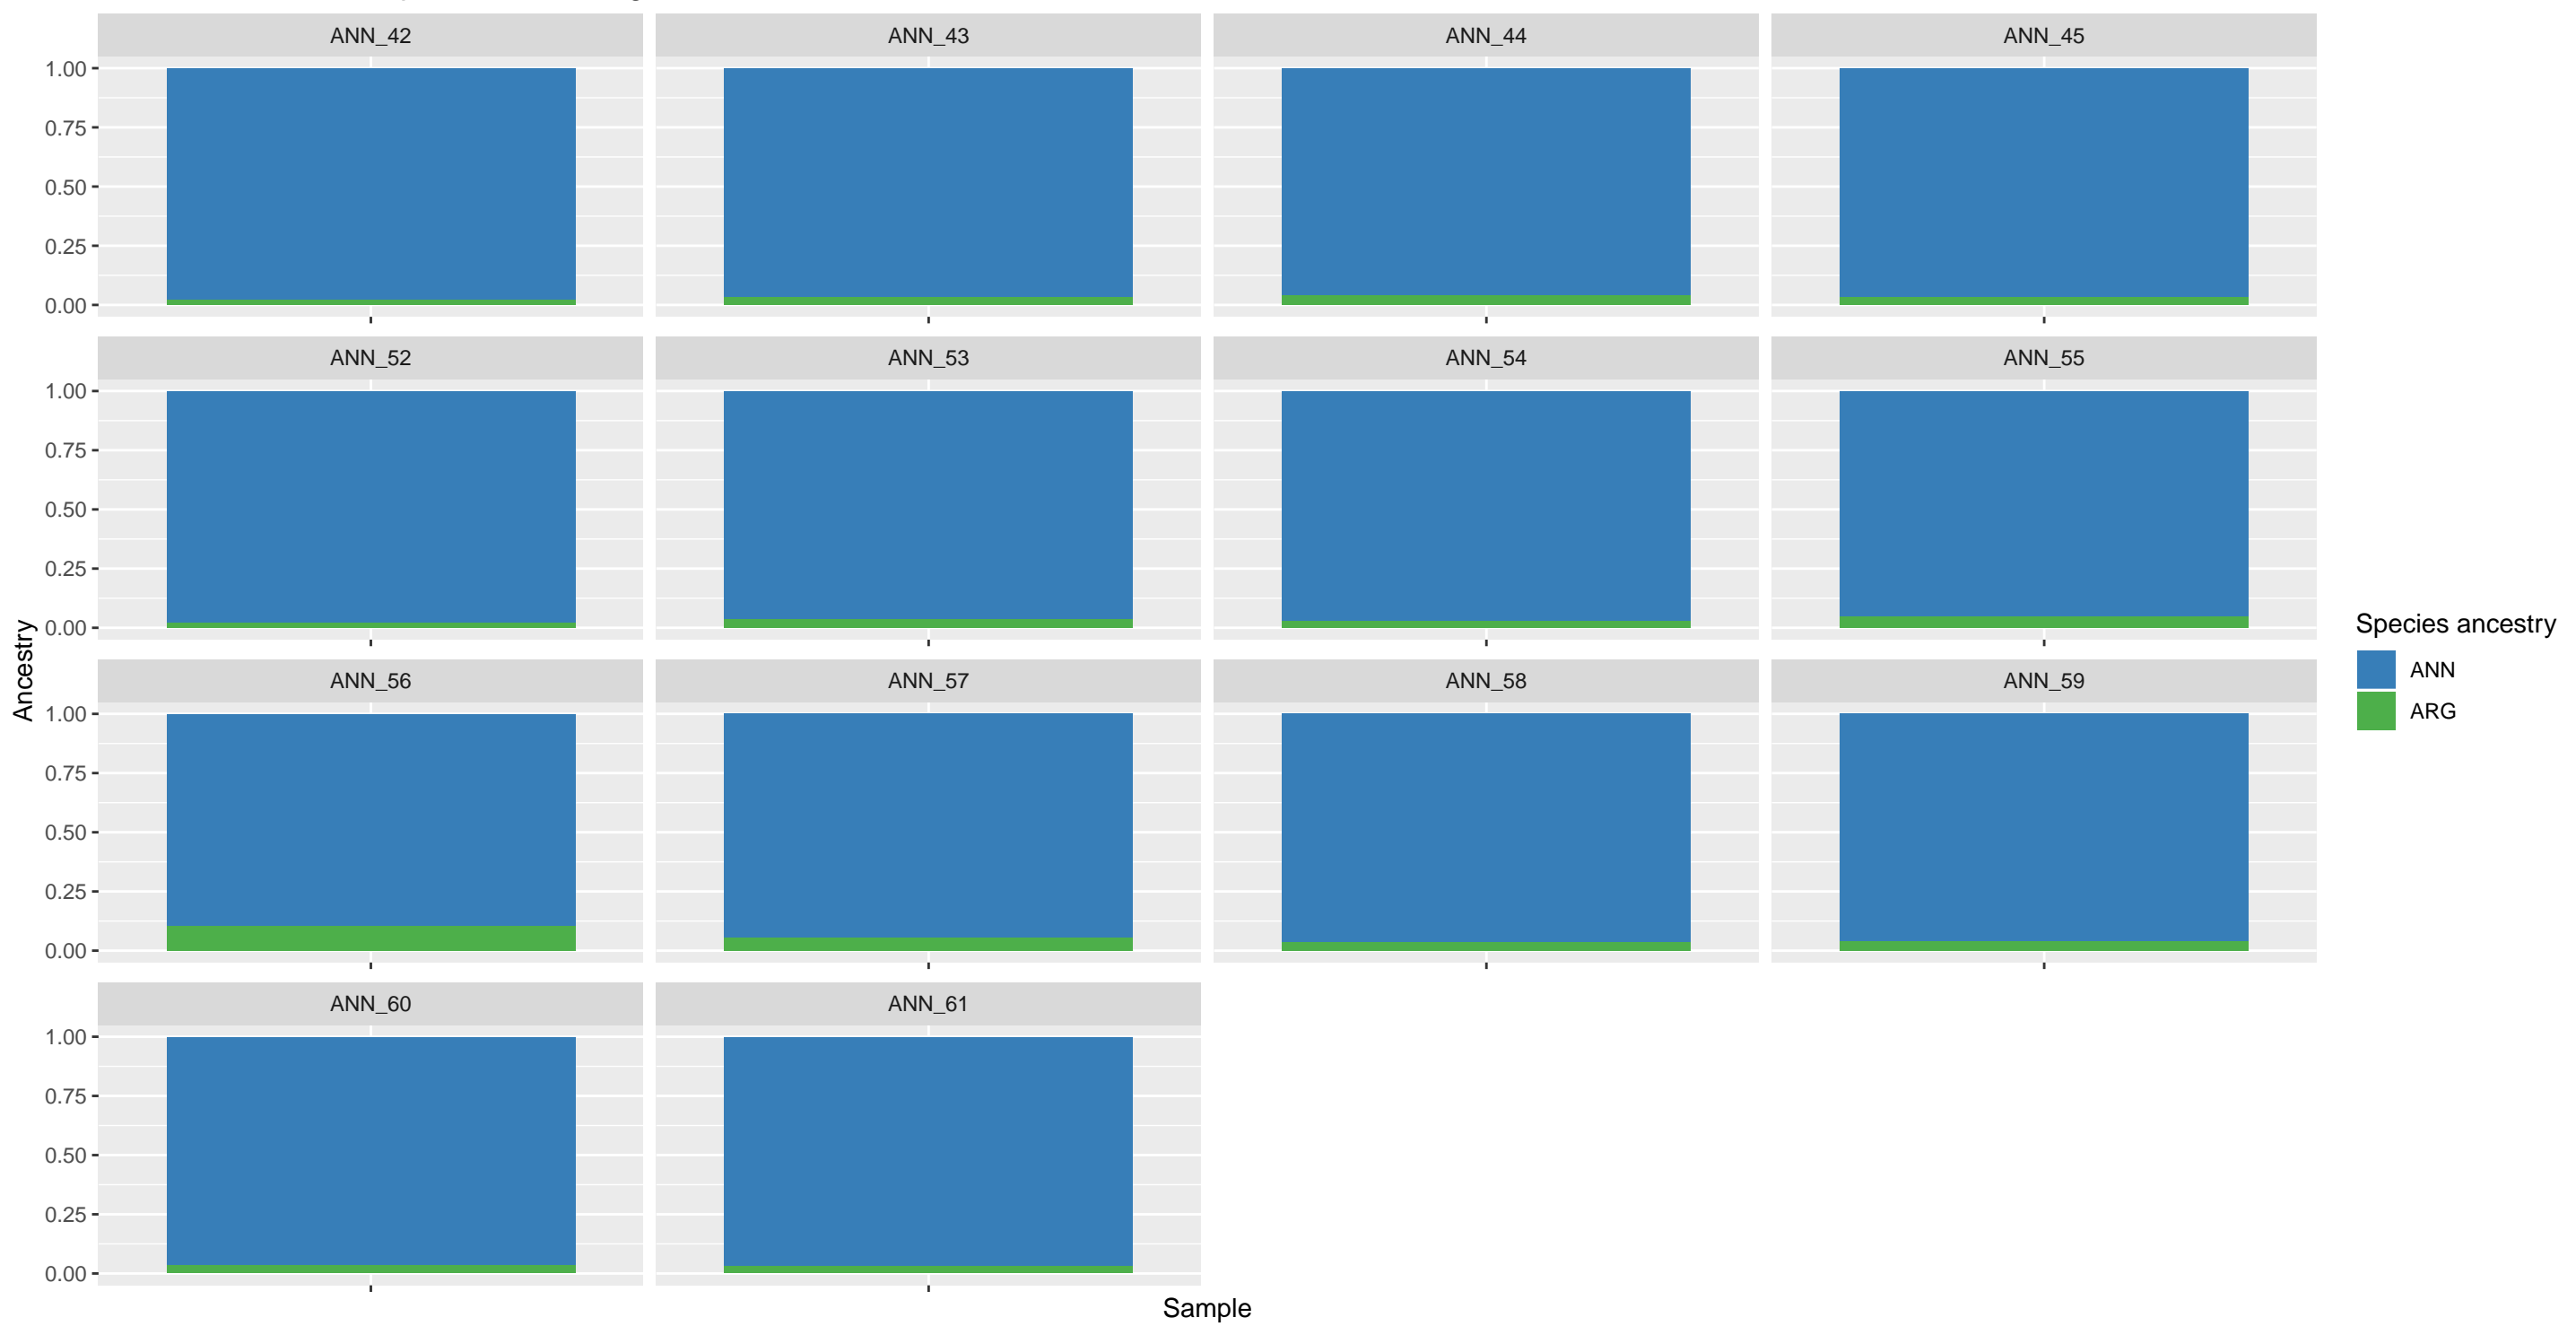 ANN_42 ANN_43 ANN_44 ANN_45
1.00
0.75
0.50
0.25
0.00
ANN_52 ANN_53 ANN_54 ANN_55
1.00
0.75
0.50
0.25
0.00
ANN_56 ANN_57 ANN_58 ANN_59
1.00
0.75
0.50
0.25
0.00
ANN_60 ANN_61
1.00
0.75
0.50
0.25
0.00
Ancestry
Sample
Species ancestry
ANN
ARG